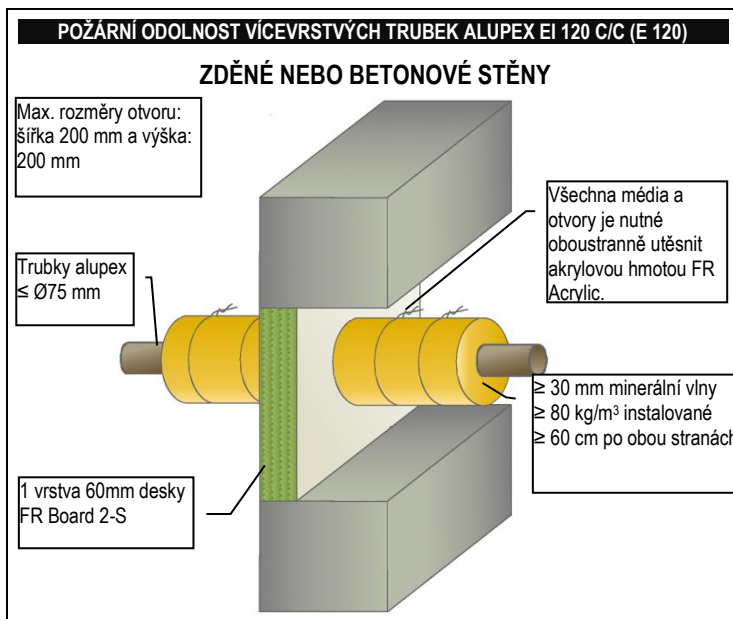 POŽÁRNÍ ODOLNOST VÍCEVRSTVÝCH TRUBEK ALUPEX EI 120 C/C (E 120)
ZDĚNÉ NEBO BETONOVÉ STĚNY
Max. rozměry otvoru:
šířka 200 mm a výška:
200 mm
Všechna média a
otvory je nutné
oboustranně utěsnit
akrylovou hmotou FR
Acrylic.
Trubky alupex
≤ Ø75 mm
≥ 30 mm minerální vlny
≥ 80 kg/m³ instalované
≥ 60 cm po obou stranách
1 vrstva 60mm desky
FR Board 2-S